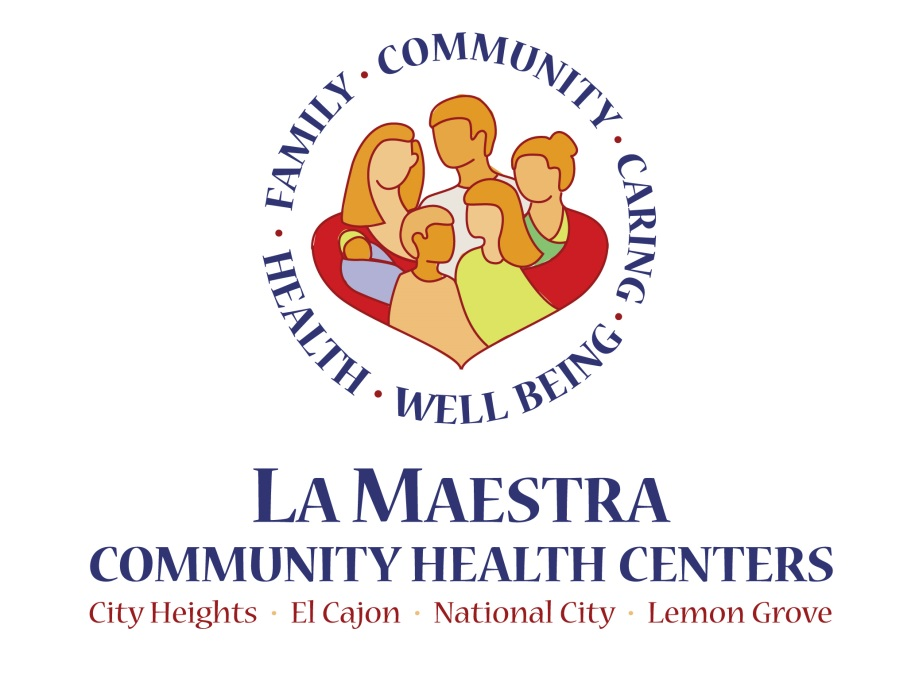 FAMILY • COMMUNITY • CARING • WELL BEING • HEALTH •
LA MAESTRA
COMMUNITY HEALTH CENTERS
City Heights • El Cajon • National City • Lemon Grove